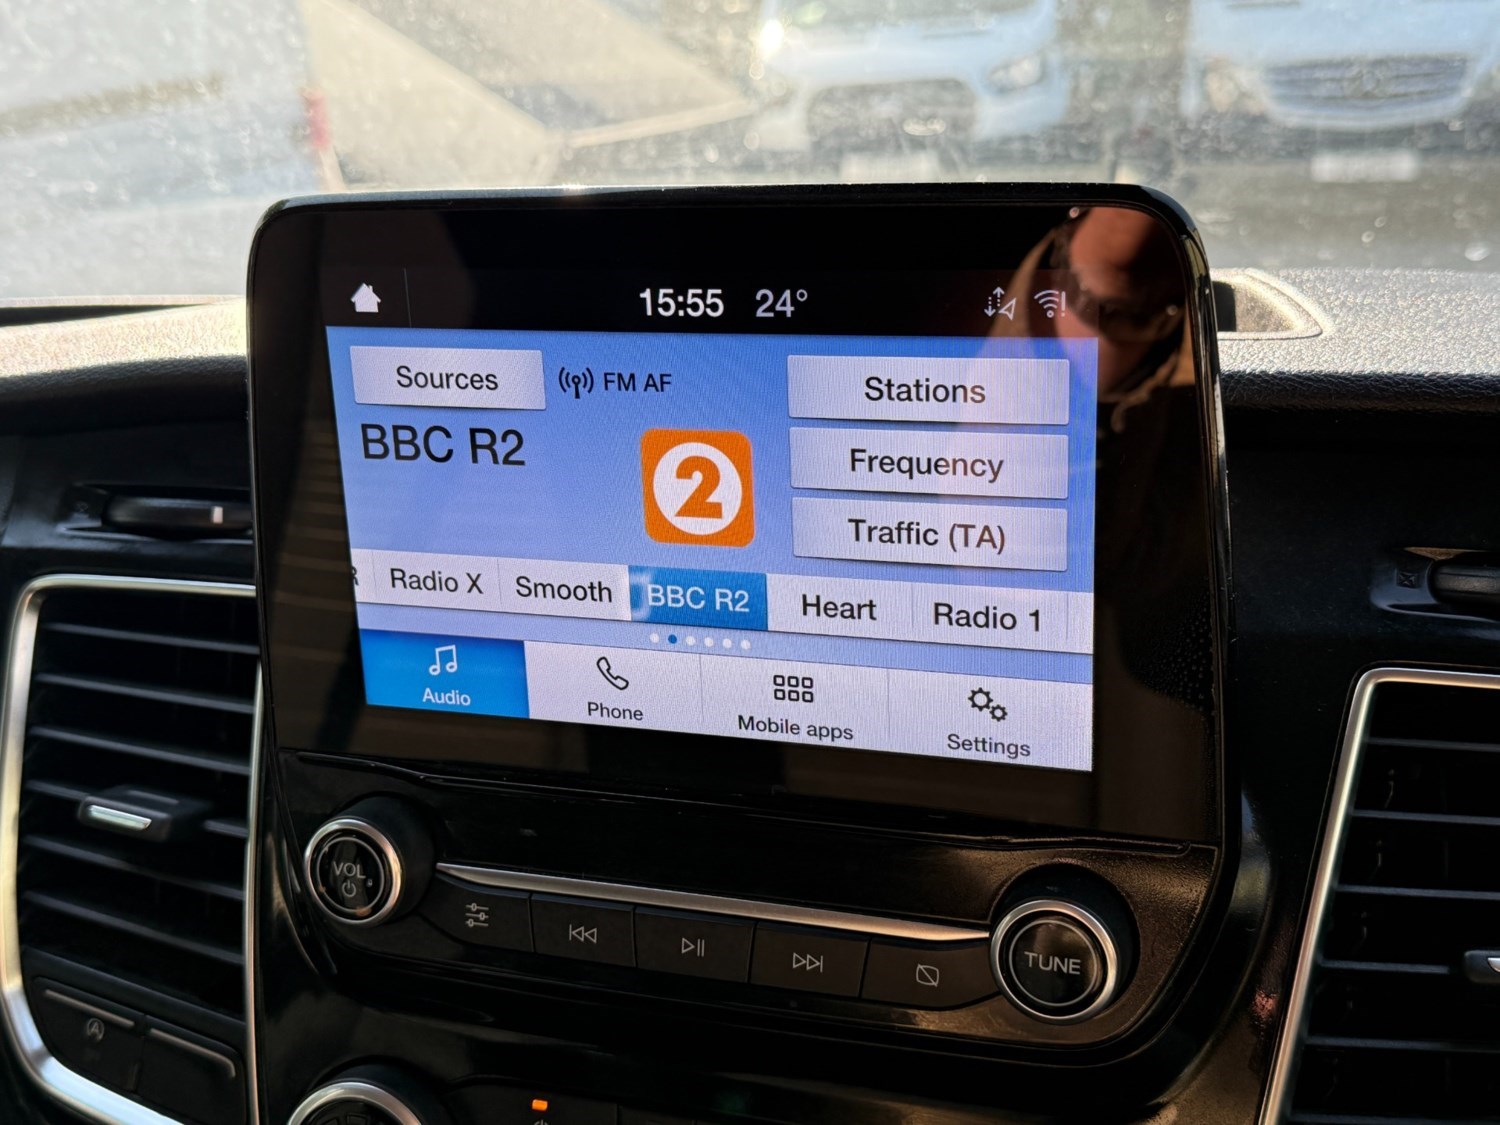 15:55 24°
Sources FM AF Stations
BBC R2
2
Frequency
Traffic (TA)
Radio X Smooth BBC R2 Heart Radio 1
Audio Phone Mobile apps Settings
VOL
TUNE